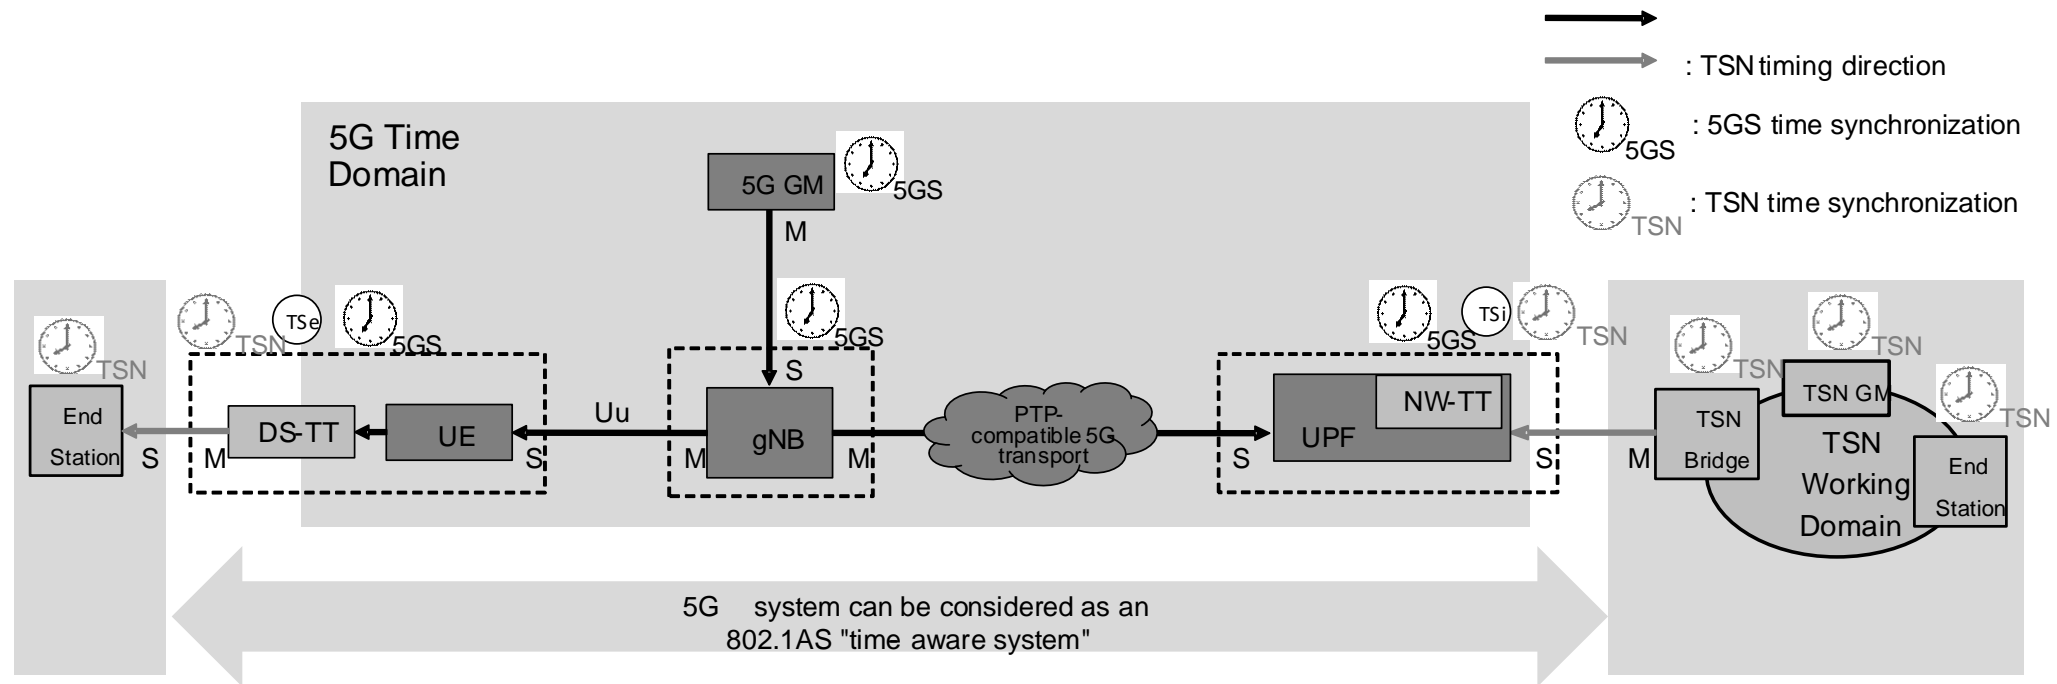 : TSN timing direction
: 5GS time synchronization
5GS
: TSN time synchronization
TSN
5G Time
Domain
5G GM
5GS
M
5GS
S
TSN
TSe
5GS
5GS
TSi
TSN
TSN
End
Station
S
M
DS-TT
UE
S
Uu
M
gNB
M
PTP-
compatible 5G
transport
S
UPF
NW-TT
S
M
TSN
Bridge
TSN
TSN
TSN GM
TSN
TSN
Working
Domain
End
Station
5G system can be considered as an
802.1AS "time aware system"